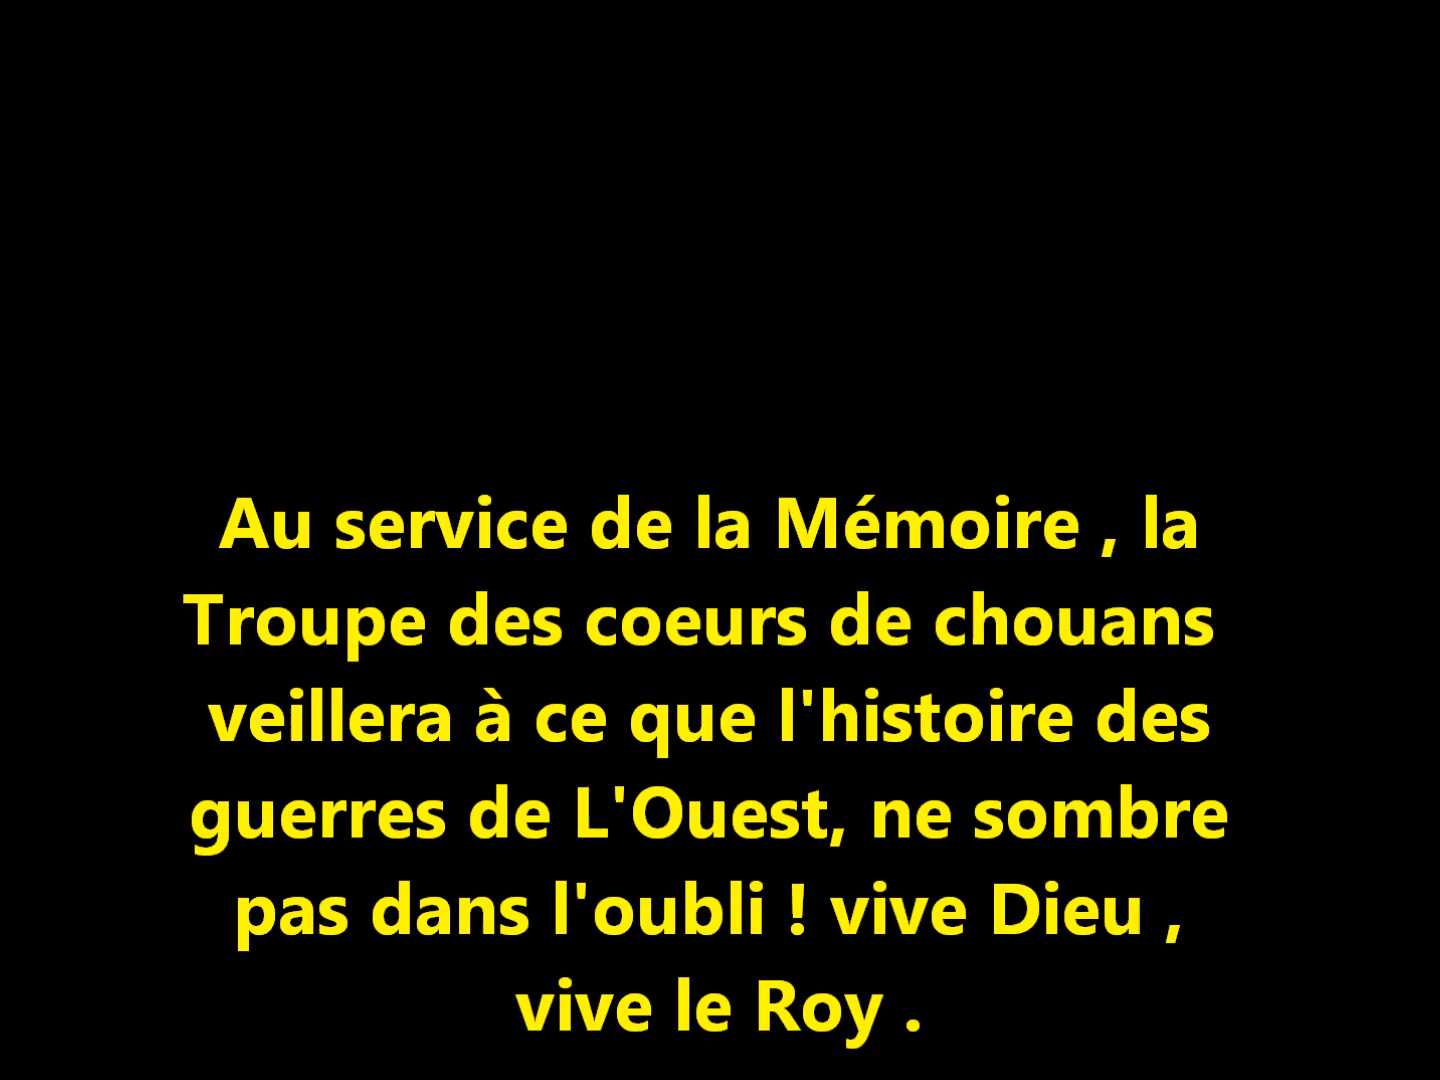 Au service de la Mémoire , la
Troupe des coeurs de chouans
veillera à ce que l'histoire des
guerres de L'Ouest, ne sombre
pas dans l'oubli ! vive Dieu ,
vive le Roy .